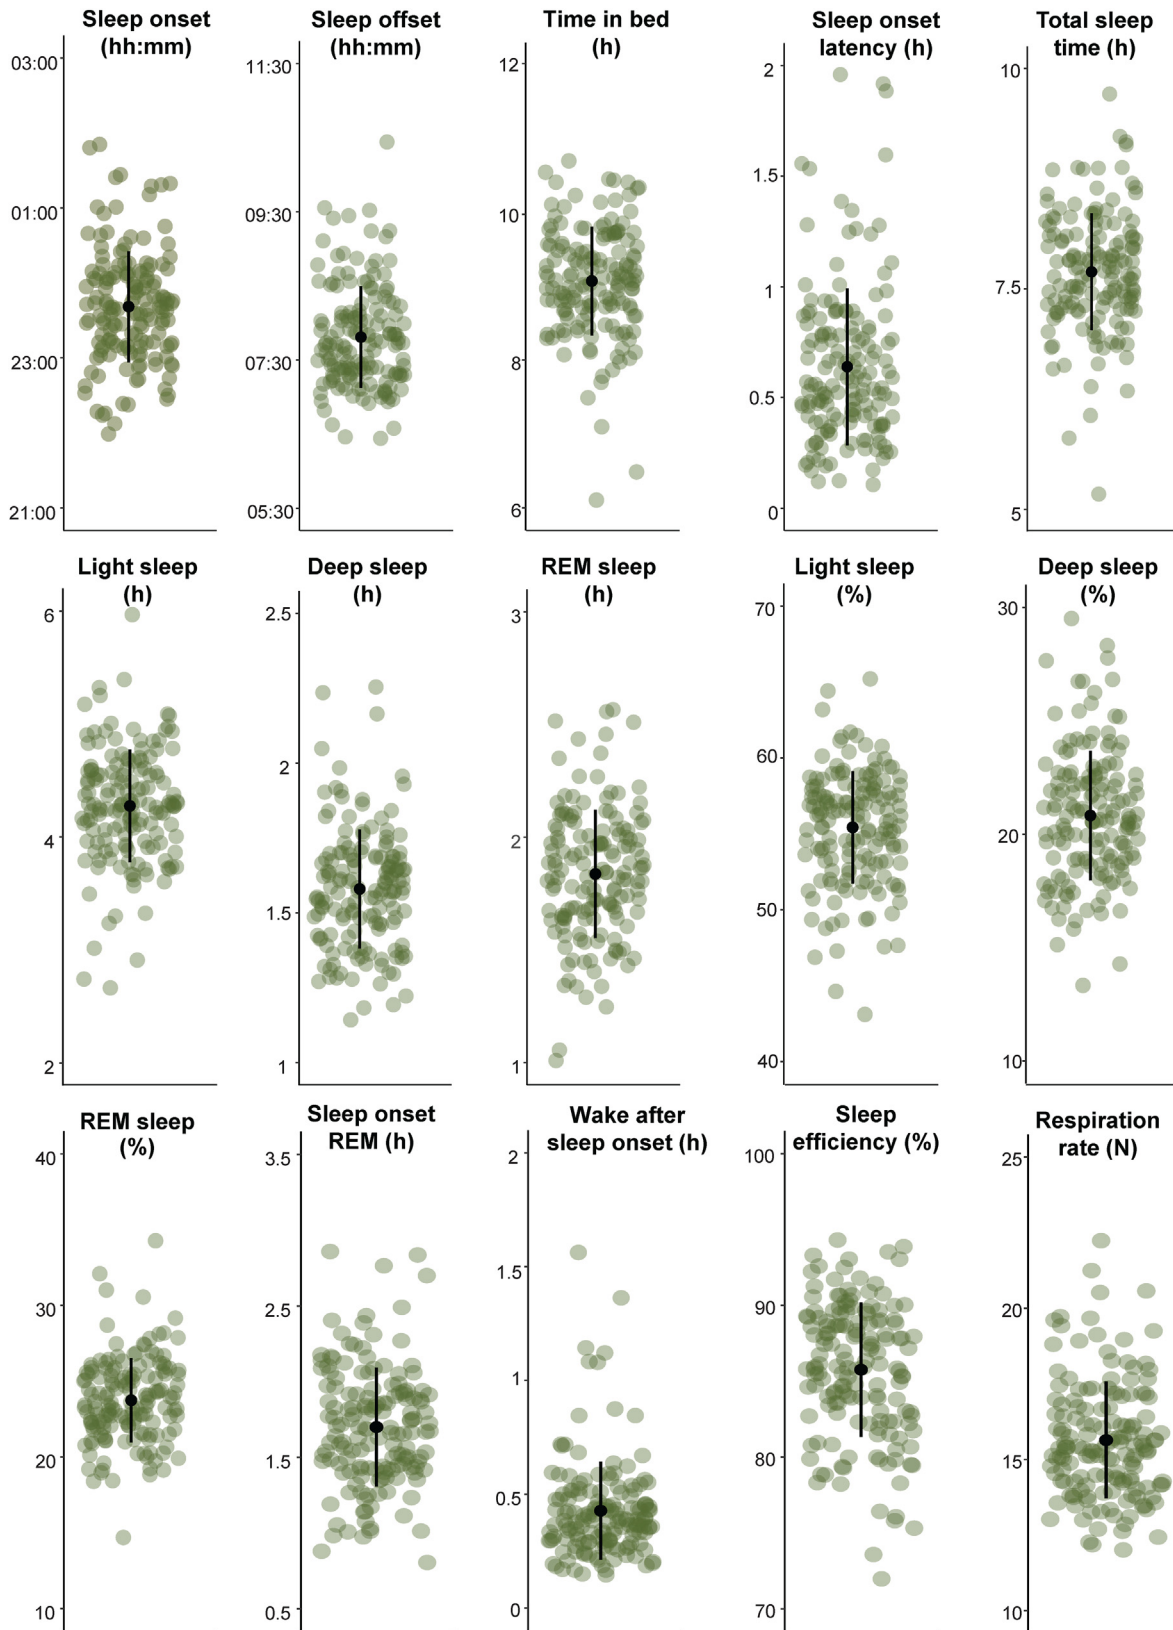 Sleep onset
(hh:mm)
03:00
01:00
23:00
21:00
Sleep offset
(hh:mm)
11:30
09:30
07:30
05:30
Time in bed
(h)
12
10
8
6
Sleep onset
latency (h)
2
1.5
1
0.5
0
Total sleep
time (h)
10
7.5
5
Light sleep
(h)
6
4
2
Deep sleep
(h)
2.5
2
1.5
1
REM sleep
(h)
3
2
1
Light sleep
(%)
70
60
50
40
Deep sleep
(%)
30
20
10
REM sleep
(%)
40
30
20
10
Sleep onset
REM (h)
3.5
2.5
1.5
0.5
Wake after
sleep onset (h)
2
1.5
1
0.5
0
Sleep
efficiency (%)
100
90
80
70
Respiration
rate (N)
25
20
15
10